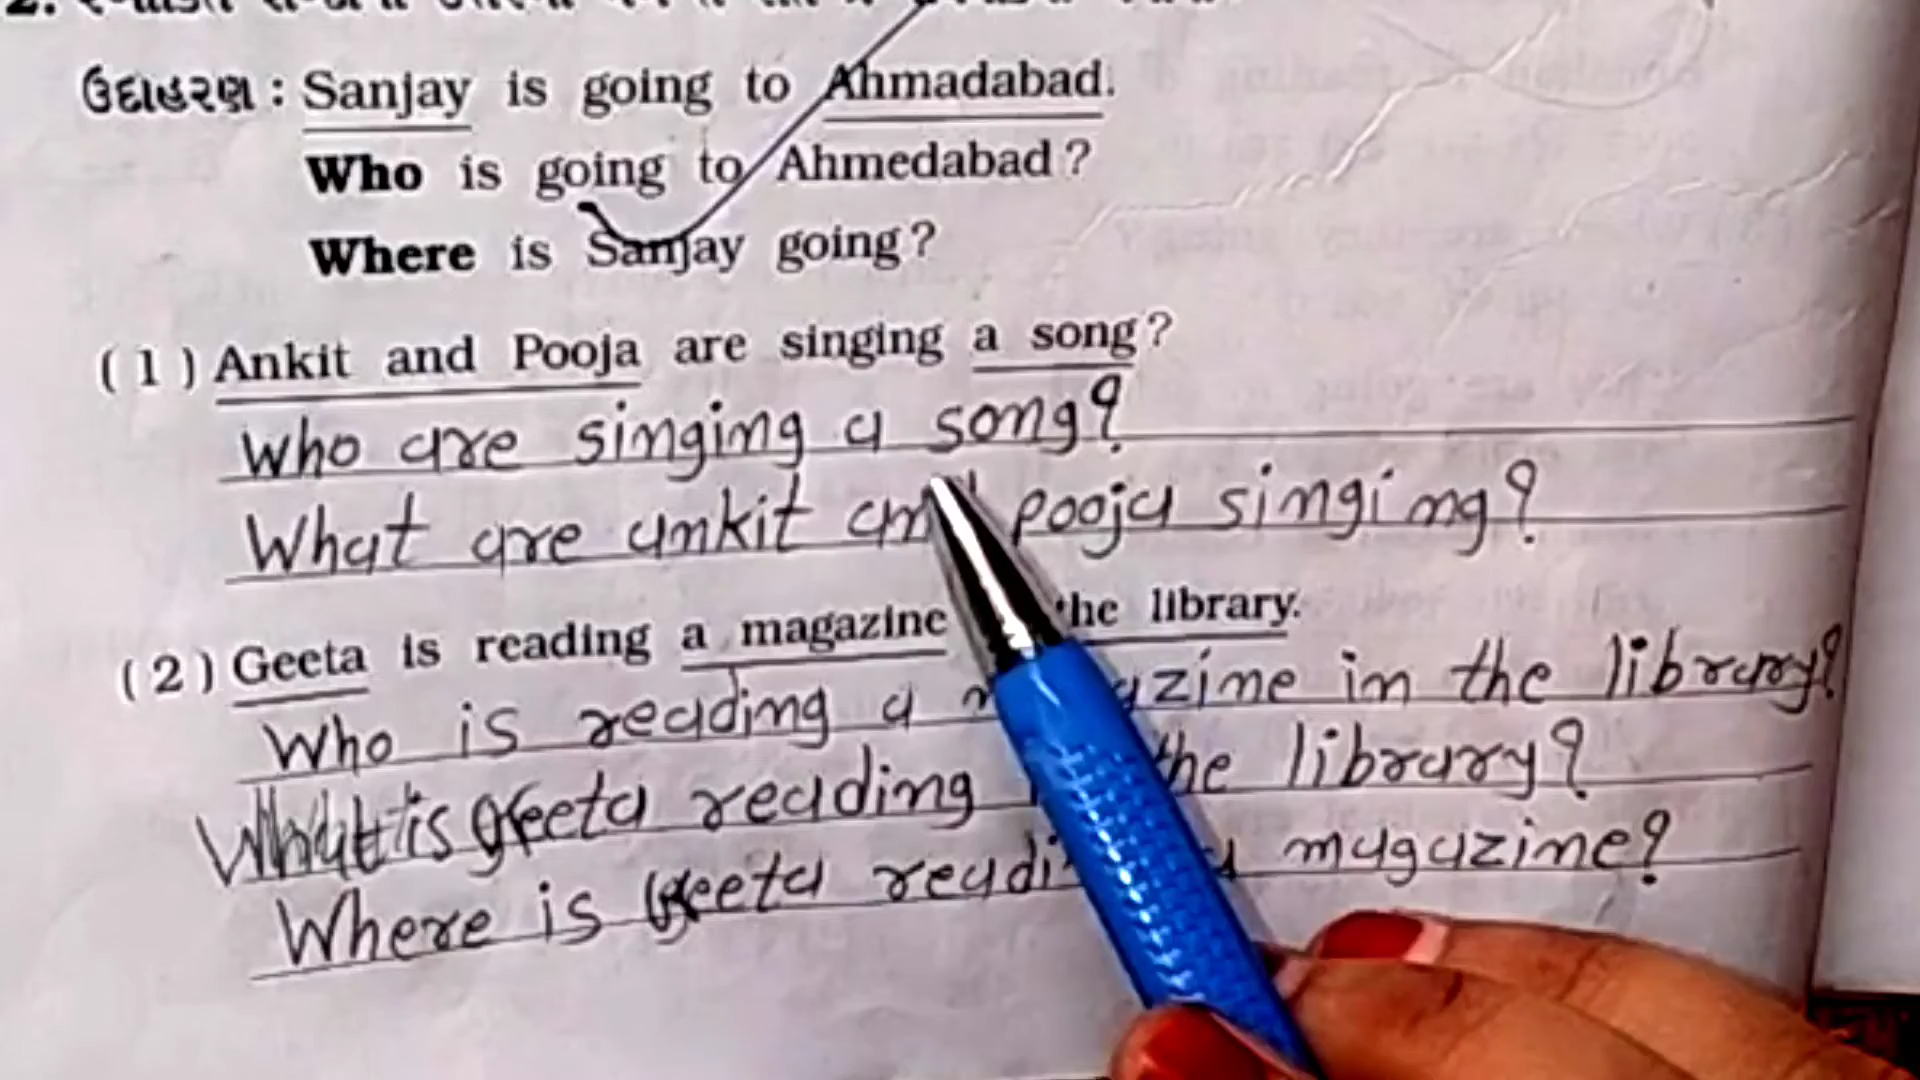 2.
ઉદાહરણ : Sanjay is going to Ahmadabad.
Who is going to Ahmedabad ?
Where is Sanjay going ?
( 1 ) Ankit and Pooja are singing a song ?
Who are singing a song?
What are ankit pooja singing?
( 2 ) Geeta is reading a magazine the library.
Who is reading a in the library?
What is Geeta reading the library?
Where is Geeta magazine?